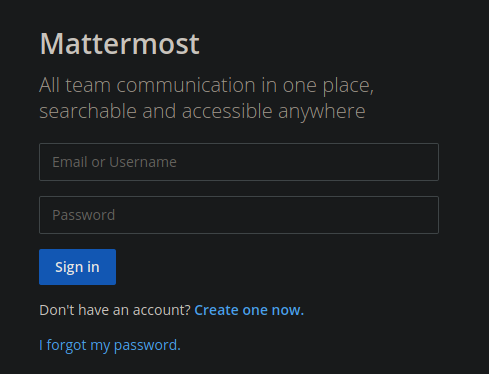 Mattermost
All team communication in one place,
searchable and accessible anywhere
Email or Username
Password
Sign in
Don't have an account? Create one now.
I forgot my password.